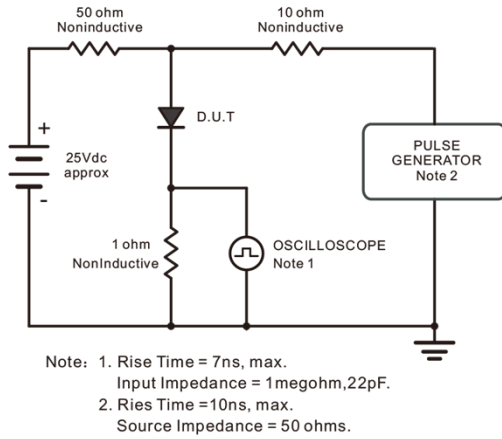 50 ohm
Noninductive
10 ohm
Noninductive
D.U.T
+
25Vdc
approx
-
PULSE
GENERATOR
Note 2
1 ohm
NonInductive
OSCILLOSCOPE
Note 1
Note: 1. Rise Time = 7ns, max.
Input Impedance = 1megohm,22pF.
2. Ries Time =10ns, max.
Source Impedance = 50 ohms.